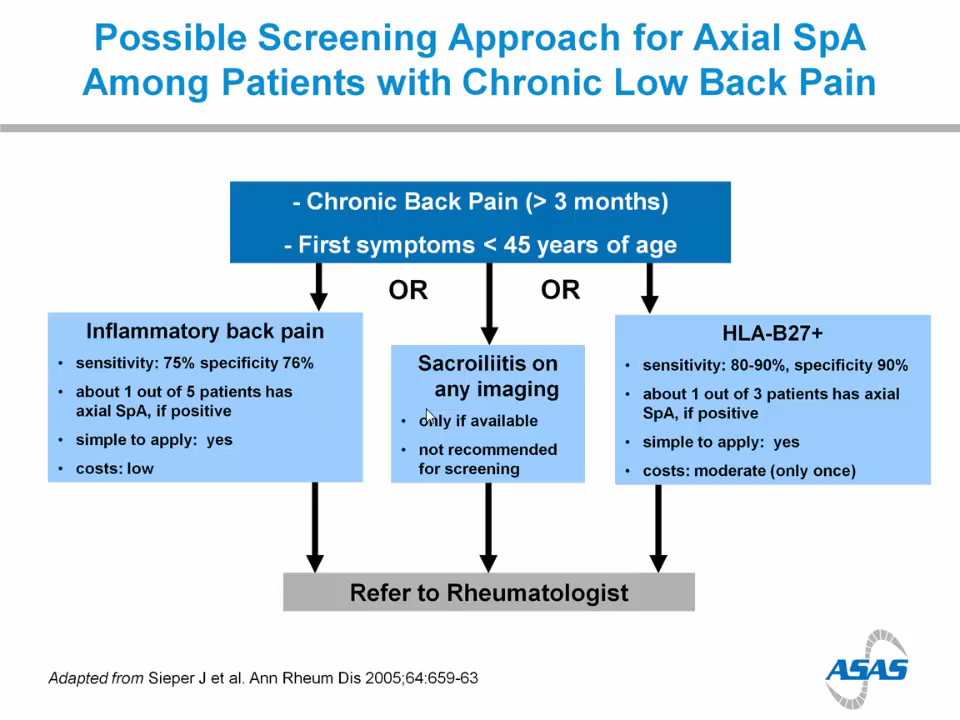 Possible Screening Approach for Axial SpA
Among Patients with Chronic Low Back Pain
- Chronic Back Pain (> 3 months)
- First symptoms < 45 years of age
OR
OR
Inflammatory back pain
• sensitivity: 75% specificity 76%
• about 1 out of 5 patients has
axial SpA, if positive
• simple to apply: yes
• costs: low
Sacroiliitis on
any imaging
• only if available
• not recommended
for screening
HLA-B27+
• sensitivity: 80-90%, specificity 90%
• about 1 out of 3 patients has axial
SpA, if positive
• simple to apply: yes
• costs: moderate (only once)
Refer to Rheumatologist
Adapted from Sieper J et al. Ann Rheum Dis 2005;64:659-63
ASAS